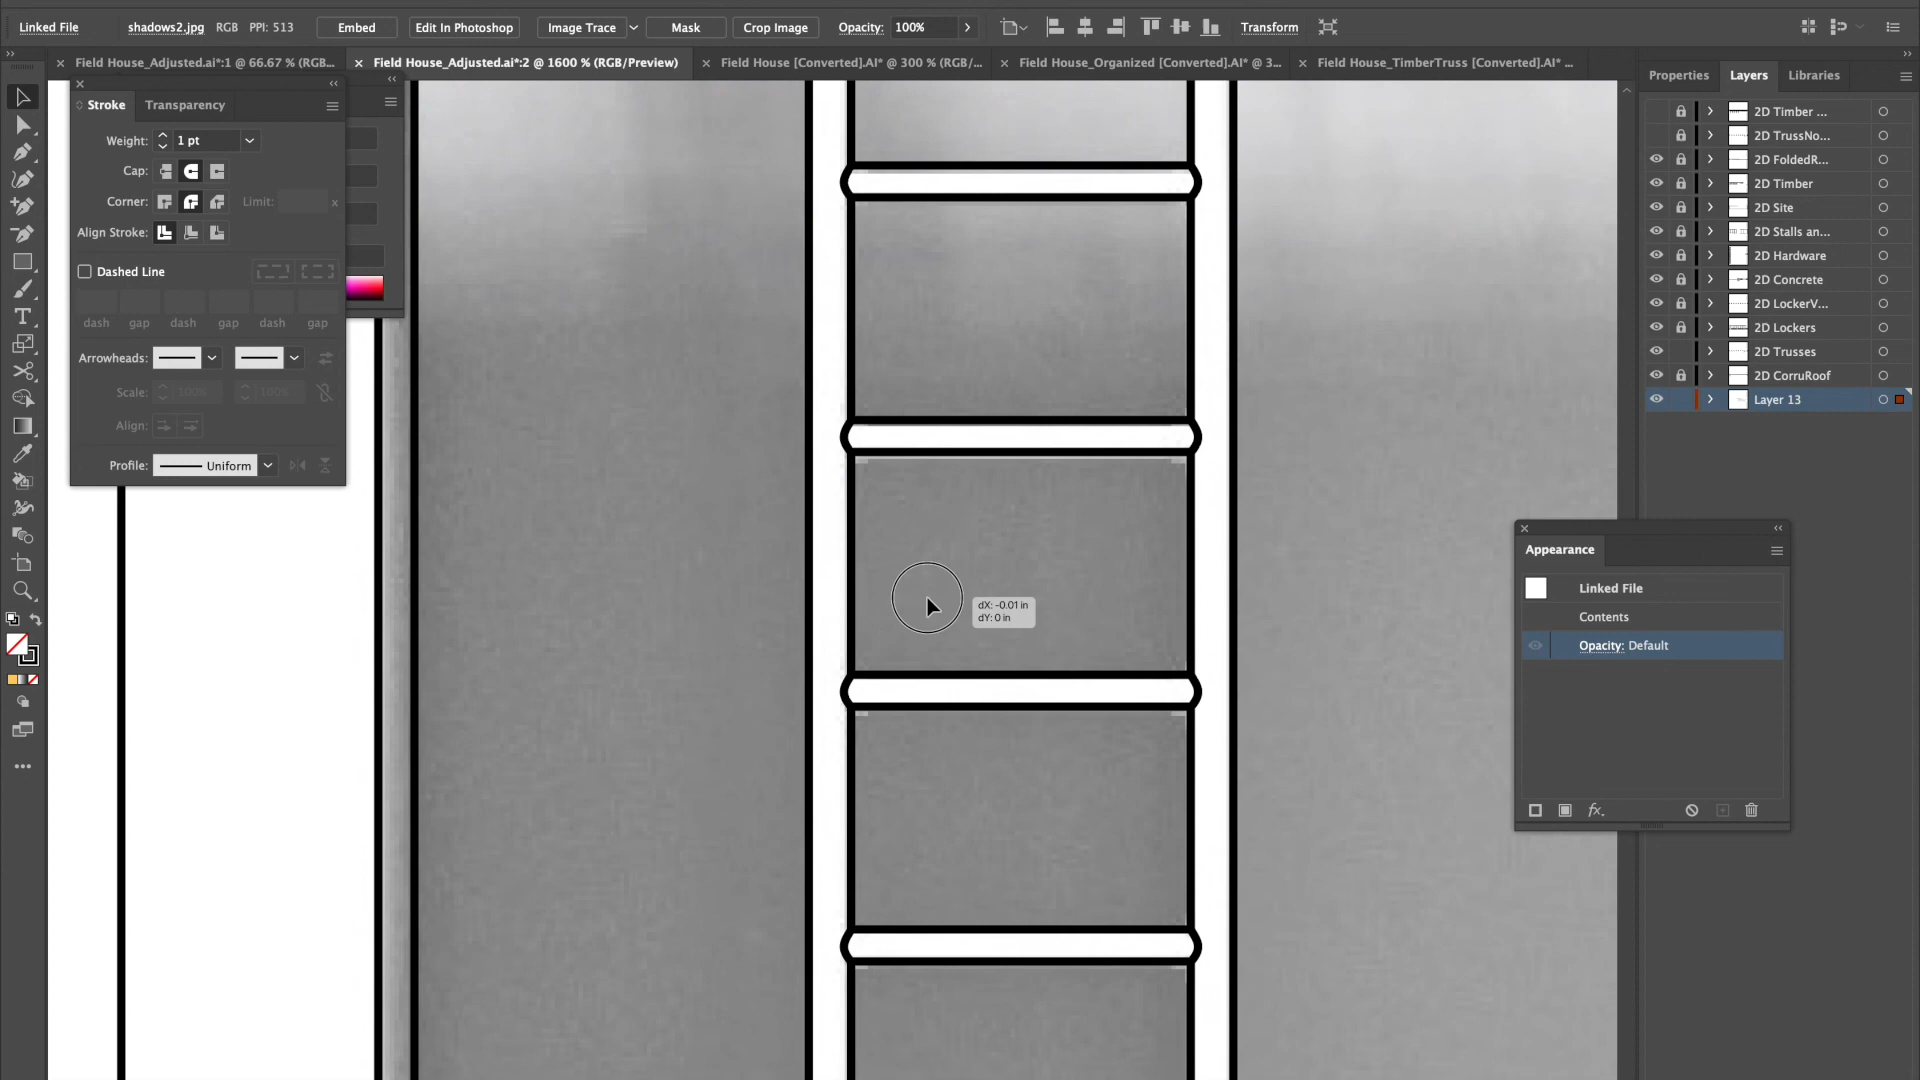 Linked File shadows2.jpg RGB PPI: 513 Embed Edit In Photoshop Image Trace Mask Crop Image Opacity: 100% Transform
Field House_Adjusted.ai*:1 @ 66.67 % (RGB... Field House_Adjusted.ai*:2 @ 1600 % (RGB/Preview) Field House [Converted].AI* @ 300 % (RGB/... Field House_Organized [Converted].AI* @ 3... Field House_TimberTruss [Converted].AI* ...
Stroke Transparency
Weight: 1 pt
Cap:
Corner: Limit: x
Align Stroke:
Dashed Line
dash gap dash gap dash gap
Arrowheads:
Scale: 100% 100%
Align:
Profile: Uniform
dX: -0.01 in
dY: 0 in
Properties Layers Libraries
2D Timber ...
2D TrussNo...
2D FoldedR...
2D Timber
2D Site
2D Stalls an...
2D Hardware
2D Concrete
2D LockerV...
2D Lockers
2D Trusses
2D CorruRoof
Layer 13
Appearance
Linked File
Contents
Opacity: Default
fx.